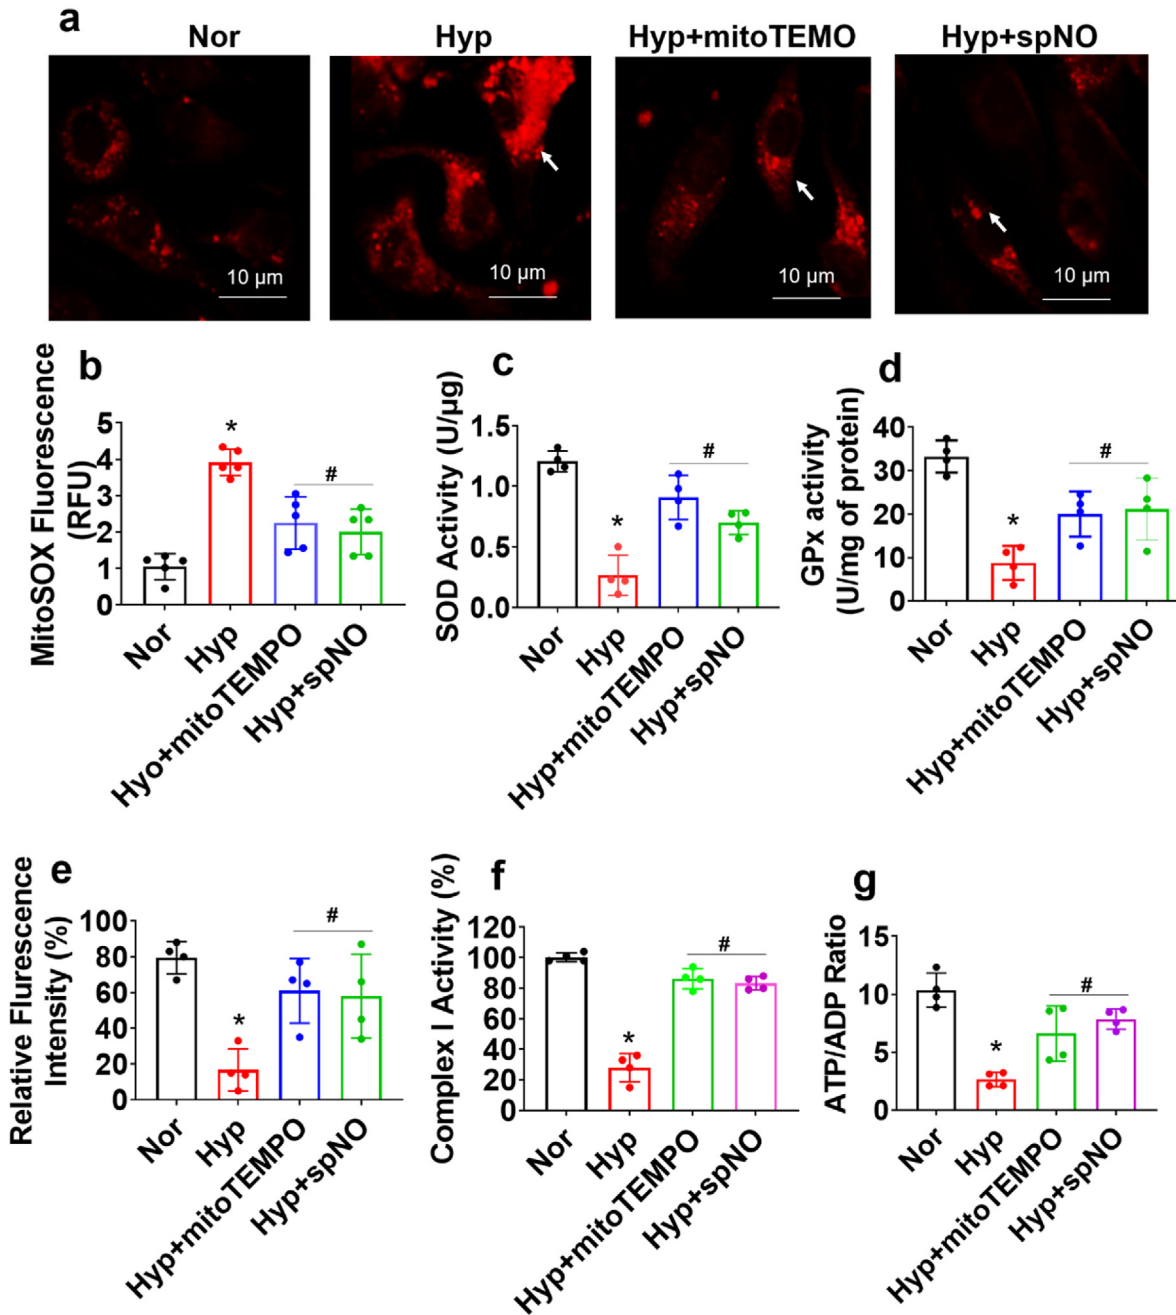 a
Nor
Hyp
Hyp+mitoTEMO
Hyp+spNO
10 µm
10 µm
10 µm
10 µm
b
MitoSOX Fluorescence
(RFU)
5
4
3
2
1
0
*
#
Nor
Hyp
Hyo+mitoTEMPO
Hyp+spNO
c
SOD Activity (U/µg)
1.5
1.0
0.5
0.0
*
#
Nor
Hyp
Hyp+mitoTEMPO
Hyp+spNO
d
GPx activity
(U/mg of protein)
40
30
20
10
0
*
#
Nor
Hyp
Hyp+mitoTEMPO
Hyp+spNO
e
Relative Flurescence
Intensity (%)
100
80
60
40
20
0
*
#
Nor
Hyp
Hyp+mitoTEMPO
Hyp+spNO
f
Complex I Activity (%)
120
100
80
60
40
20
0
*
#
Nor
Hyp
Hyp+mitoTEMPO
Hyp+spNO
g
ATP/ADP Ratio
15
10
5
0
*
#
Nor
Hyp
Hyp+mitoTEMPO
Hyp+spNO